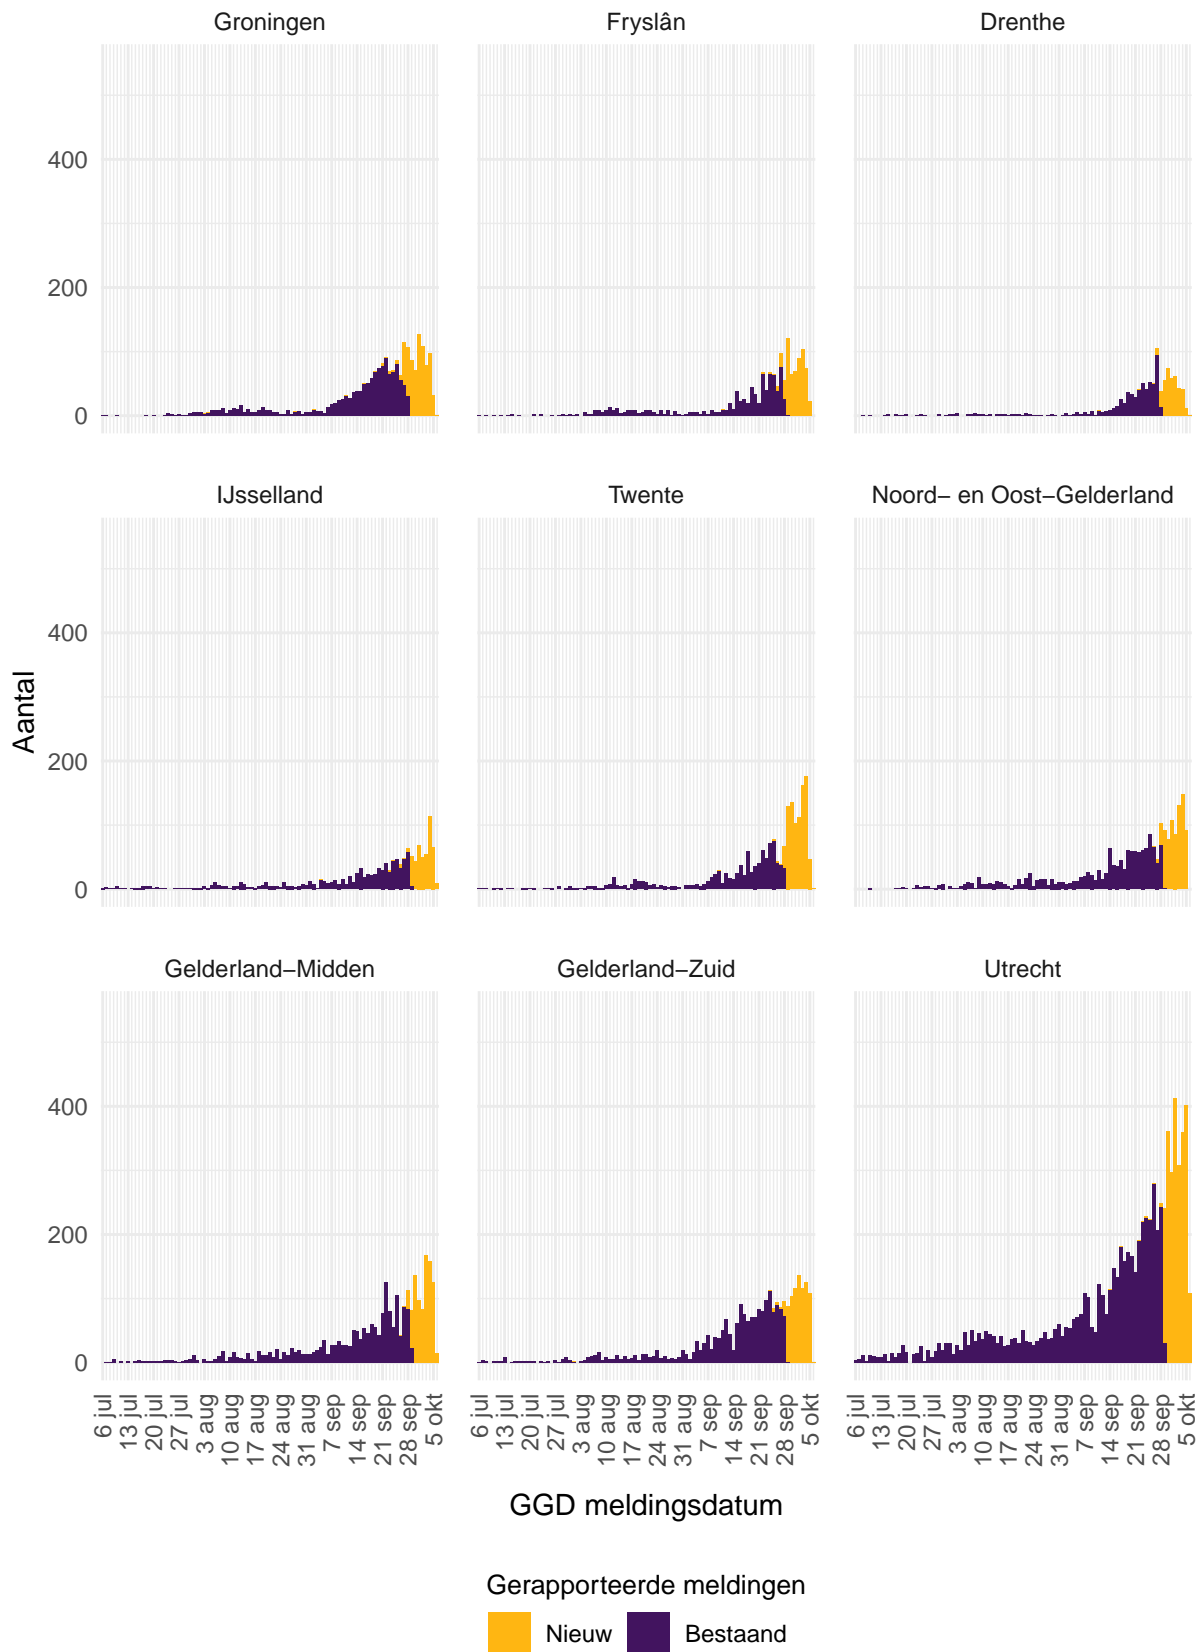 Groningen
Fryslân
Drenthe
400
200
0
IJsselland
Twente
Noord− en Oost−Gelderland
400
200
0
Aantal
Gelderland−Midden
Gelderland−Zuid
Utrecht
400
200
0
6 jul
13 jul
20 jul
27 jul
3 aug
10 aug
17 aug
24 aug
31 aug
7 sep
14 sep
21 sep
28 sep
5 okt
6 jul
13 jul
20 jul
27 jul
3 aug
10 aug
17 aug
24 aug
31 aug
7 sep
14 sep
21 sep
28 sep
5 okt
6 jul
13 jul
20 jul
27 jul
3 aug
10 aug
17 aug
24 aug
31 aug
7 sep
14 sep
21 sep
28 sep
5 okt
GGD meldingsdatum
Gerapporteerde meldingen
Nieuw
Bestaand